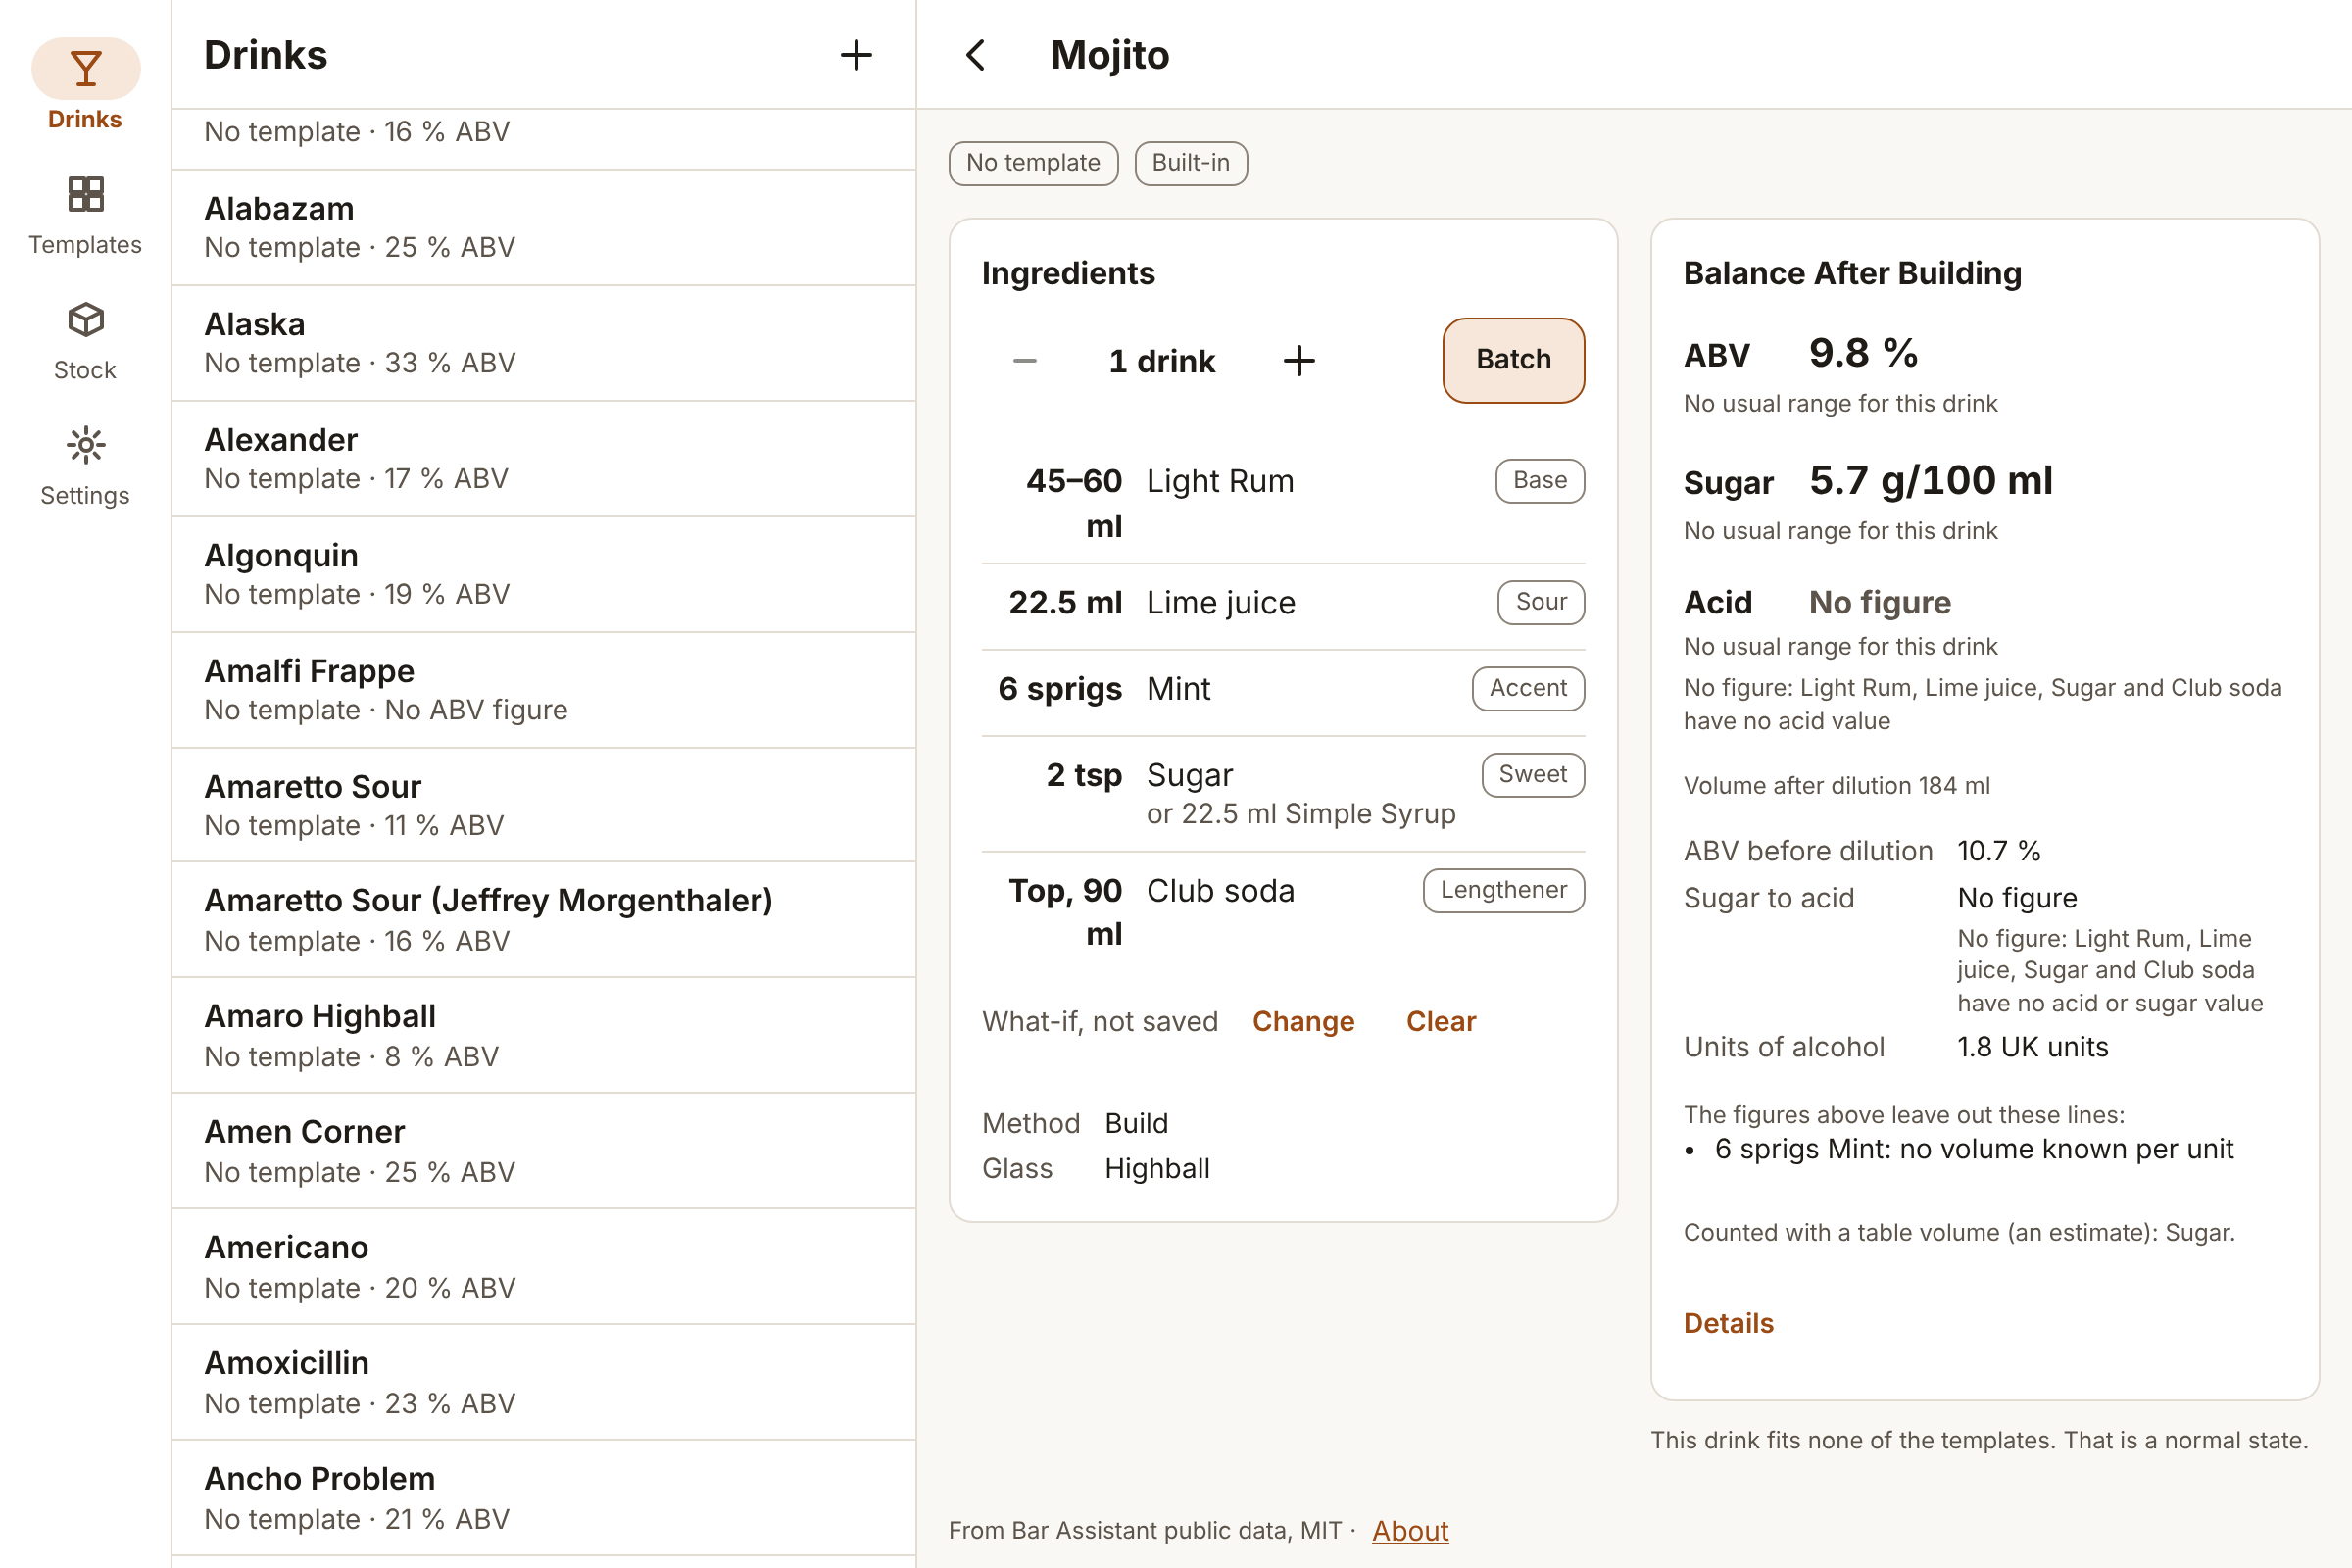 Drinks
Templates
Stock
Settings
Drinks
No template · 16 % ABV
Alabazam
No template · 25 % ABV
Alaska
No template · 33 % ABV
Alexander
No template · 17 % ABV
Algonquin
No template · 19 % ABV
Amalfi Frappe
No template · No ABV figure
Amaretto Sour
No template · 11 % ABV
Amaretto Sour (Jeffrey Morgenthaler)
No template · 16 % ABV
Amaro Highball
No template · 8 % ABV
Amen Corner
No template · 25 % ABV
Americano
No template · 20 % ABV
Amoxicillin
No template · 23 % ABV
Ancho Problem
No template · 21 % ABV
Mojito
No template Built-in
Ingredients
1 drink Batch
45–60 ml Light Rum Base
22.5 ml Lime juice Sour
6 sprigs Mint Accent
2 tsp Sugar Sweet
or 22.5 ml Simple Syrup
Top, 90 ml Club soda Lengthener
What-if, not saved Change Clear
Method Build
Glass Highball
Balance After Building
ABV 9.8 %
No usual range for this drink
Sugar 5.7 g/100 ml
No usual range for this drink
Acid No figure
No usual range for this drink
No figure: Light Rum, Lime juice, Sugar and Club soda
have no acid value
Volume after dilution 184 ml
ABV before dilution 10.7 %
Sugar to acid No figure
No figure: Light Rum, Lime
juice, Sugar and Club soda
have no acid or sugar value
Units of alcohol 1.8 UK units
The figures above leave out these lines:
• 6 sprigs Mint: no volume known per unit
Counted with a table volume (an estimate): Sugar.
Details
This drink fits none of the templates. That is a normal state.
From Bar Assistant public data, MIT · About